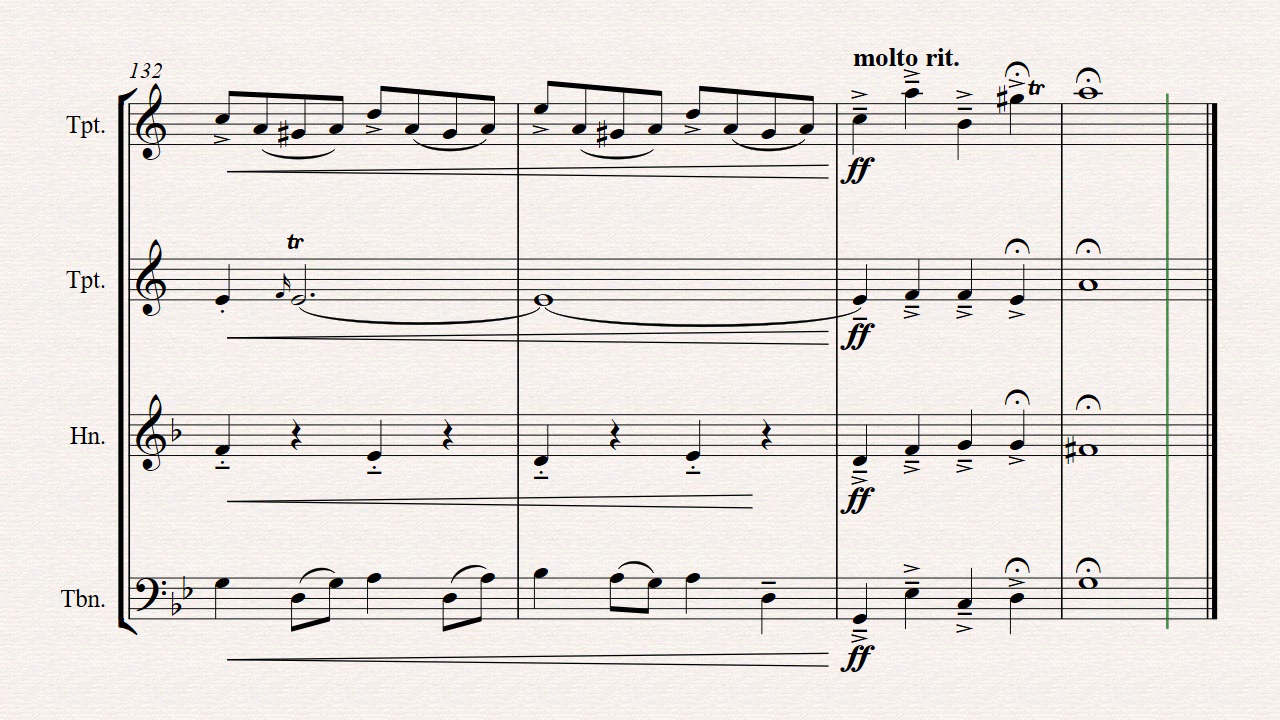 molto rit.
132
tr
Tpt.
ff
tr
Tpt.
ff
Hn.
ff
Tbn.
ff